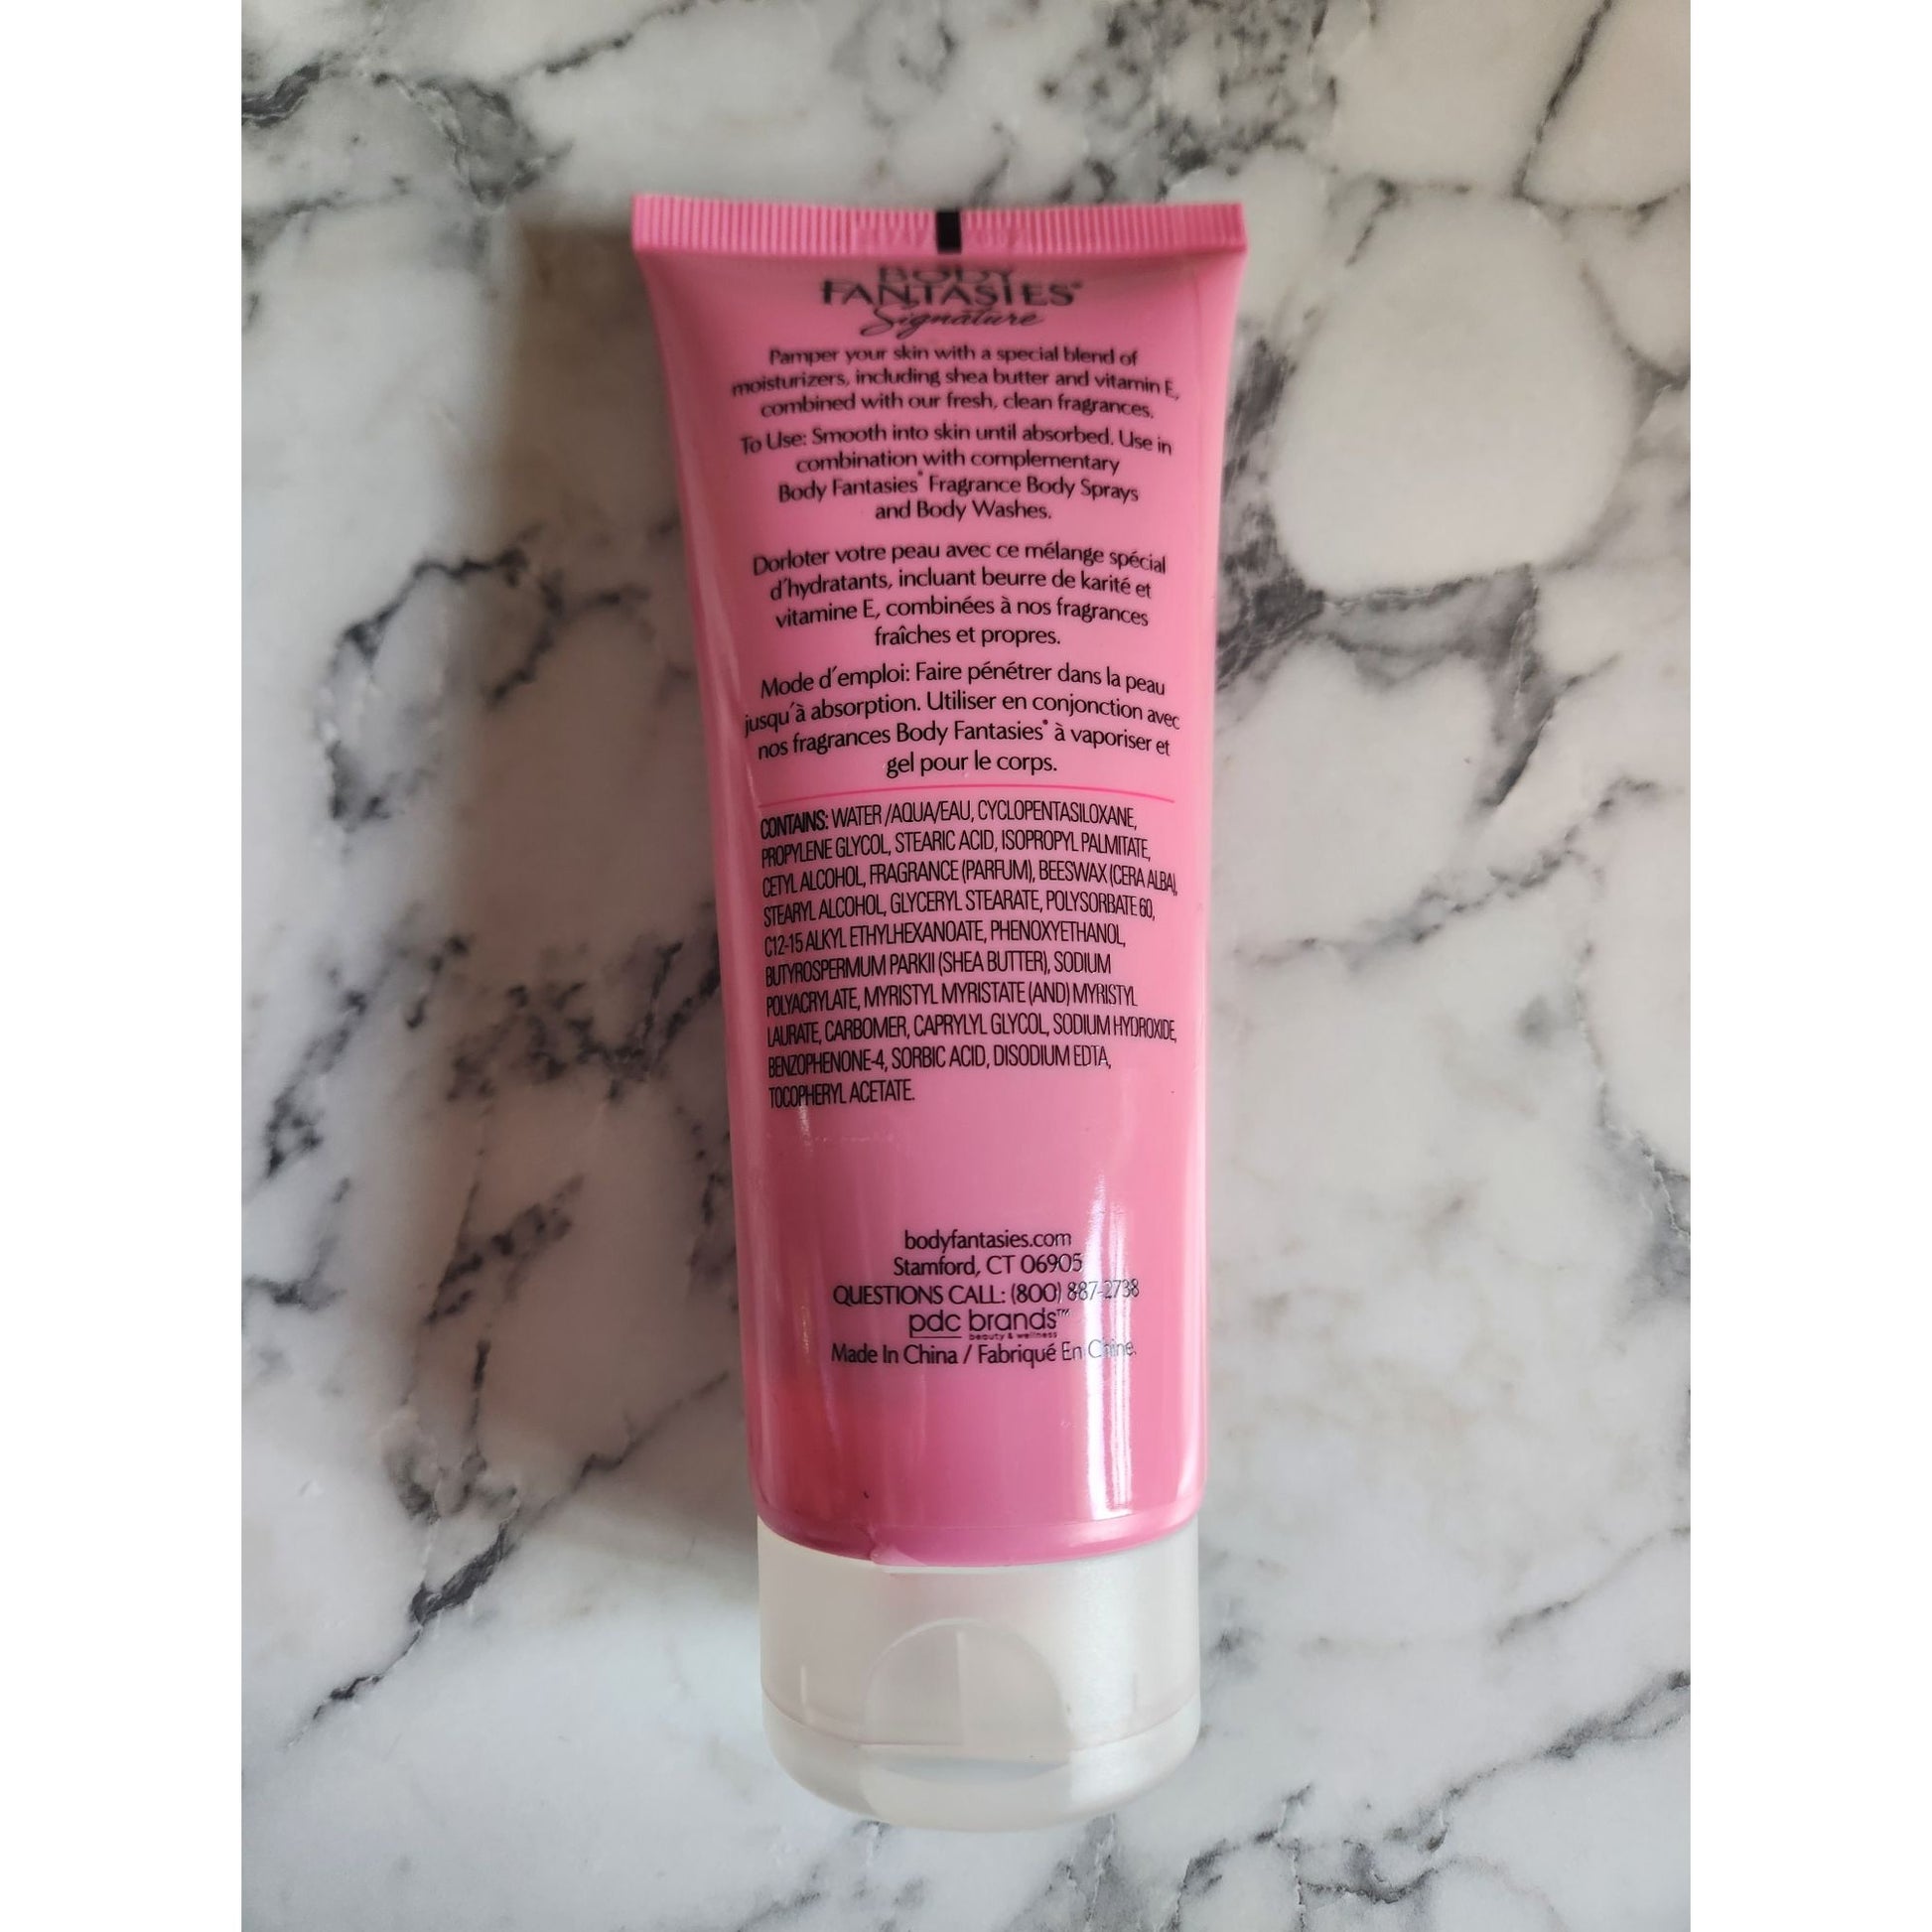 BODY
FANTASIES®
Signature
Pamper your skin with a special blend of
moisturizers, including shea butter and vitamin E,
combined with our fresh, clean fragrances.
To Use: Smooth into skin until absorbed. Use in
combination with complementary
Body Fantasies® Fragrance Body Sprays
and Body Washes.
Dorloter votre peau avec ce mélange spécial
d'hydratants, incluant beurre de karité et
vitamine E, combinées à nos fragrances
fraîches et propres.
Mode d'emploi: Faire pénétrer dans la peau
jusqu'à absorption. Utiliser en conjonction avec
nos fragrances Body Fantasies® à vaporiser et
gel pour le corps.
CONTAINS: WATER /AQUA/EAU, CYCLOPENTASILOXANE,
PROPYLENE GLYCOL, STEARIC ACID, ISOPROPYL PALMITATE,
CETYL ALCOHOL, FRAGRANCE (PARFUM), BEESWAX (CERA ALBA),
STEARYL ALCOHOL, GLYCERYL STEARATE, POLYSORBATE 60,
C12-15 ALKYL ETHYLHEXANOATE, PHENOXYETHANOL,
BUTYROSPERMUM PARKII (SHEA BUTTER), SODIUM
POLYACRYLATE, MYRISTYL MYRISTATE (AND) MYRISTYL
LAURATE, CARBOMER, CAPRYLYL GLYCOL, SODIUM HYDROXIDE,
BENZOPHENONE-4, SORBIC ACID, DISODIUM EDTA,
TOCOPHERYL ACETATE.
bodyfantasies.com
Stamford, CT 06905
QUESTIONS CALL: (800) 887-2738
pdc brands™
beauty & wellness
Made In China / Fabriqué En Chine.